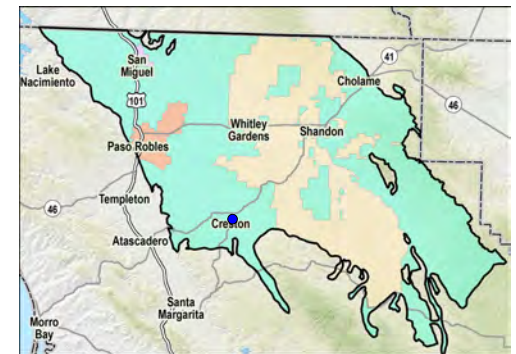 San
Miguel
Lake
Nacimiento
41
Cholame
101
46
Whitley
Gardens
Shandon
Paso Robles
Templeton
46
Creston
Atascadero
Santa
Margarita
Morro
Bay